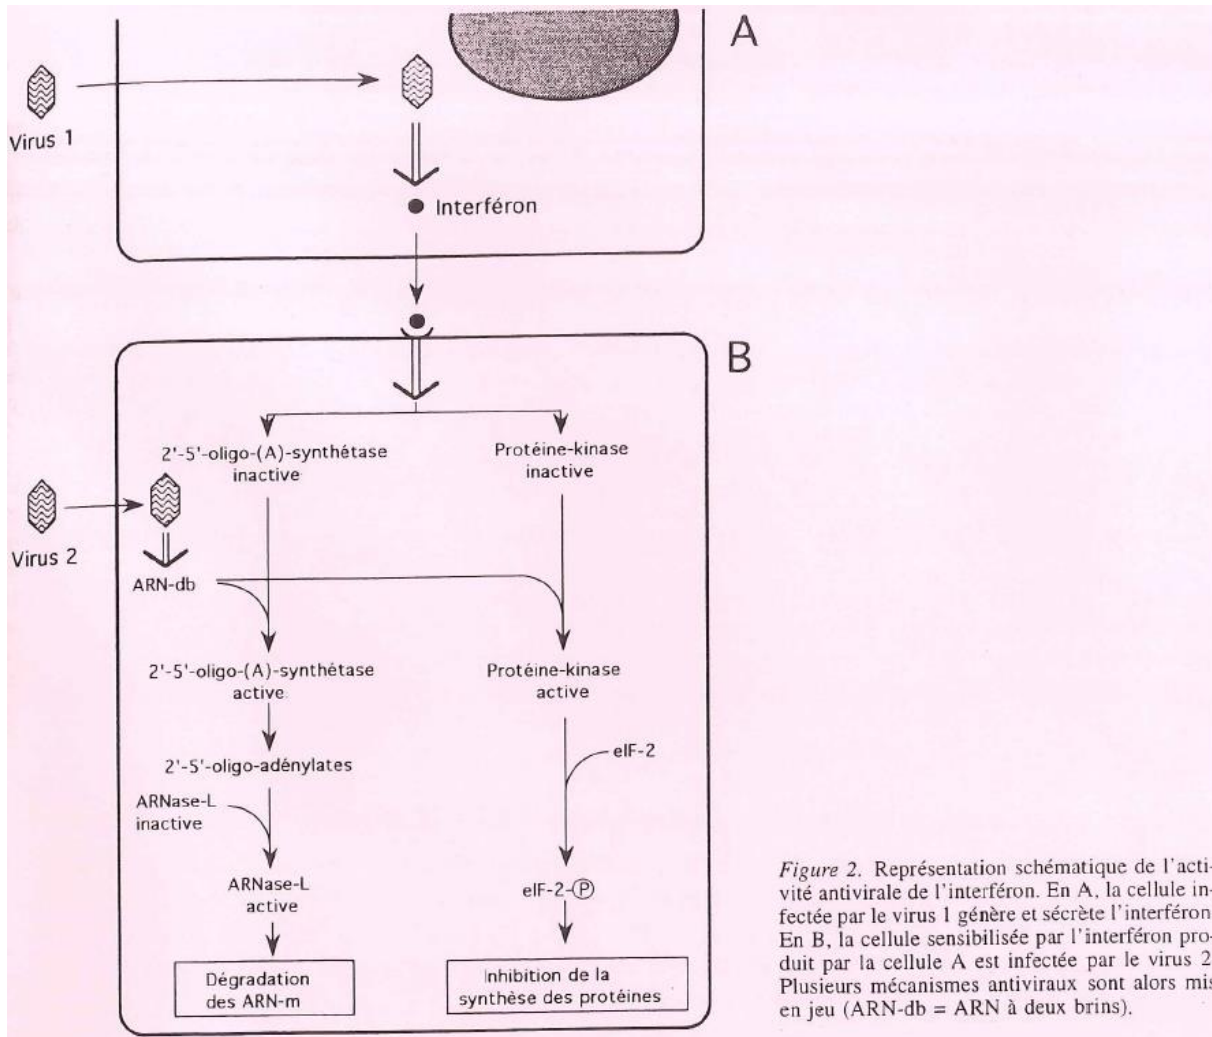 A
Virus 1
Interféron
B
2'-5'-oligo-(A)-synthétase
inactive
Protéine-kinase
inactive
Virus 2
ARN-db
2'-5'-oligo-(A)-synthétase
active
Protéine-kinase
active
eIF-2
2'-5'-oligo-adénylates
ARNase-L
inactive
ARNase-L
active
eIF-2-P
Dégradation
des ARN-m
Inhibition de la
synthèse des protéines
Figure 2. Représentation schématique de l'acti-
vité antivirale de l'interféron. En A, la cellule in-
fectée par le virus 1 génère et sécrète l'interféron
En B, la cellule sensibilisée par l'interféron pro-
duit par la cellule A est infectée par le virus 2
Plusieurs mécanismes antiviraux sont alors mis
en jeu (ARN-db = ARN à deux brins).